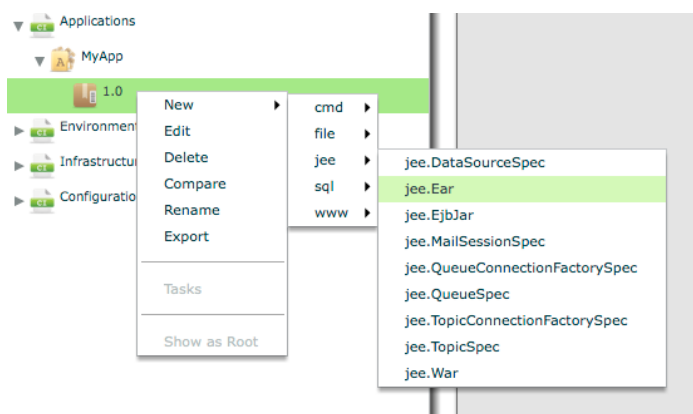 Applications
MyApp
1.0
Environmen
Infrastructu
Configuratio
New
Edit
Delete
Compare
Rename
Export
Tasks
Show as Root
cmd
file
jee
sql
www
jee.DataSourceSpec
jee.Ear
jee.EjbJar
jee.MailSessionSpec
jee.QueueConnectionFactorySpec
jee.QueueSpec
jee.TopicConnectionFactorySpec
jee.TopicSpec
jee.War